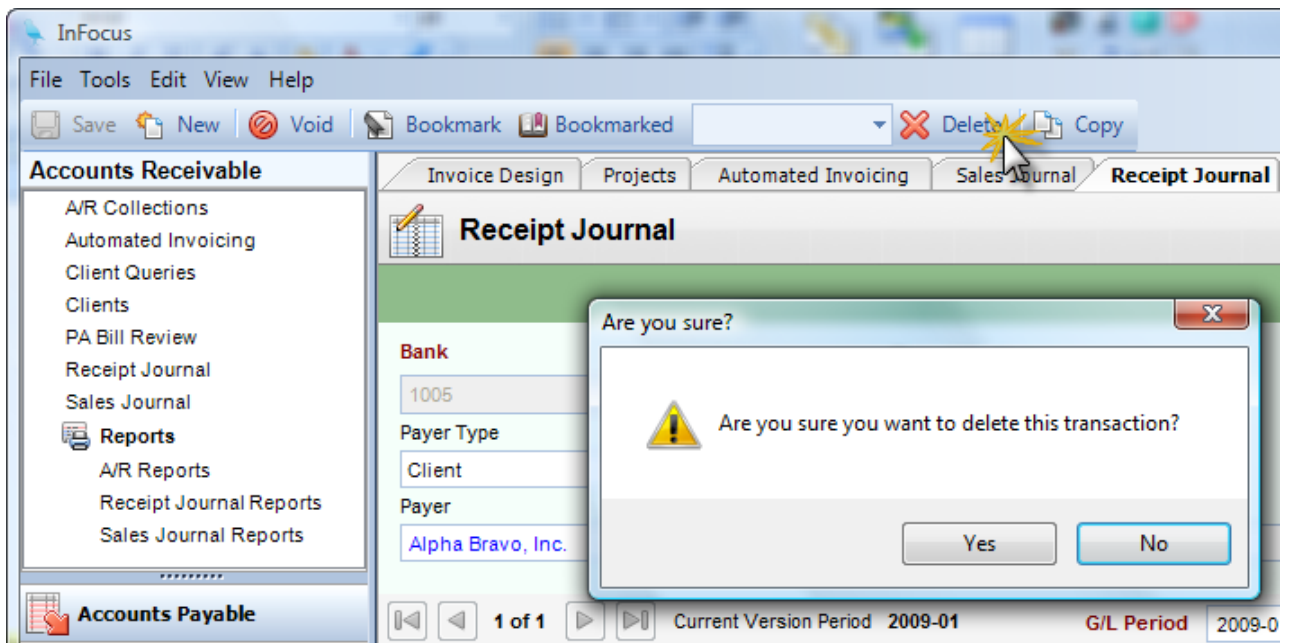 InFocus
File Tools Edit View Help
Save New Void Bookmark Bookmarked Delete Copy
Accounts Receivable
A/R Collections
Automated Invoicing
Client Queries
Clients
PA Bill Review
Receipt Journal
Sales Journal
Reports
A/R Reports
Receipt Journal Reports
Sales Journal Reports
Accounts Payable
Invoice Design Projects Automated Invoicing Sales Journal Receipt Journal
Receipt Journal
Bank
1005
Payer Type
Client
Payer
Alpha Bravo, Inc.
Are you sure?
Are you sure you want to delete this transaction?
Yes No
1 of 1 Current Version Period 2009-01 G/L Period 2009-0